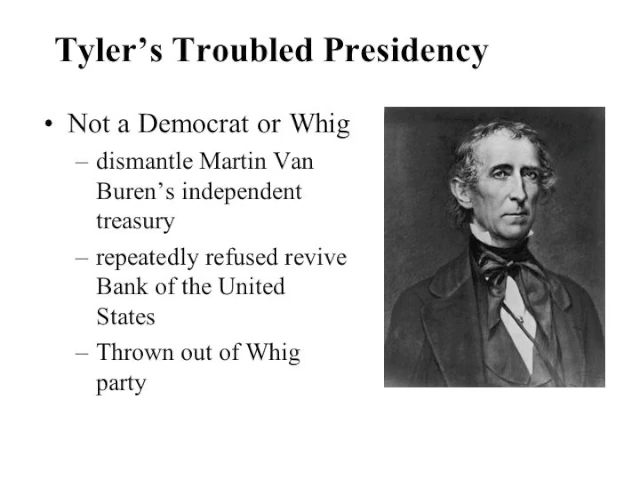 Tyler's Troubled Presidency
• Not a Democrat or Whig
– dismantle Martin Van
Buren's independent
treasury
– repeatedly refused revive
Bank of the United
States
– Thrown out of Whig
party